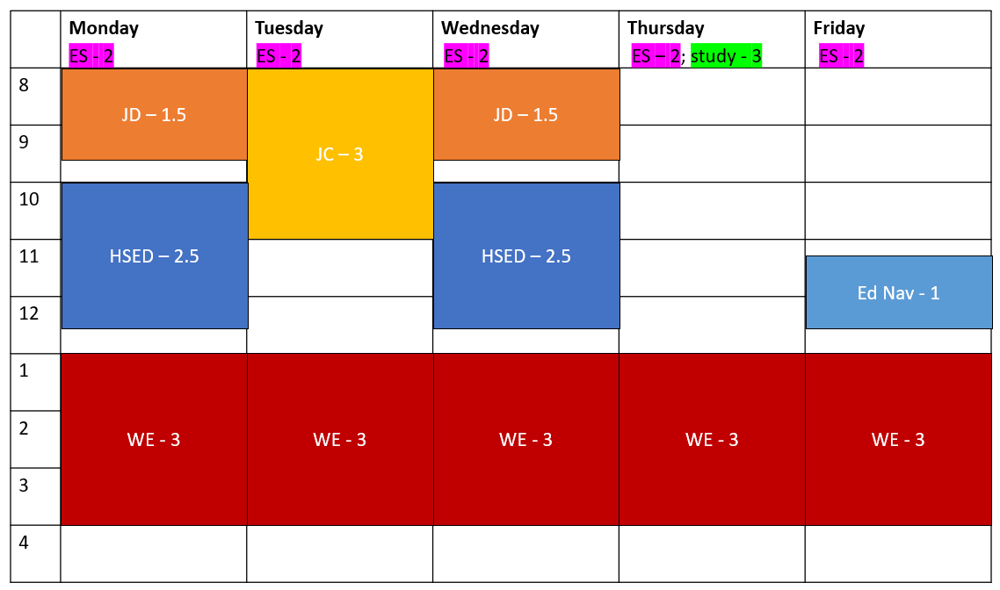 Monday Tuesday Wednesday Thursday Friday
ES - 2 ES - 2 ES - 2 ES – 2; study - 3 ES - 2
8
JD – 1.5 JD – 1.5
9
JC – 3
10
11
HSED – 2.5 HSED – 2.5
Ed Nav - 1
12
1
2
WE - 3 WE - 3 WE - 3 WE - 3 WE - 3
3
4